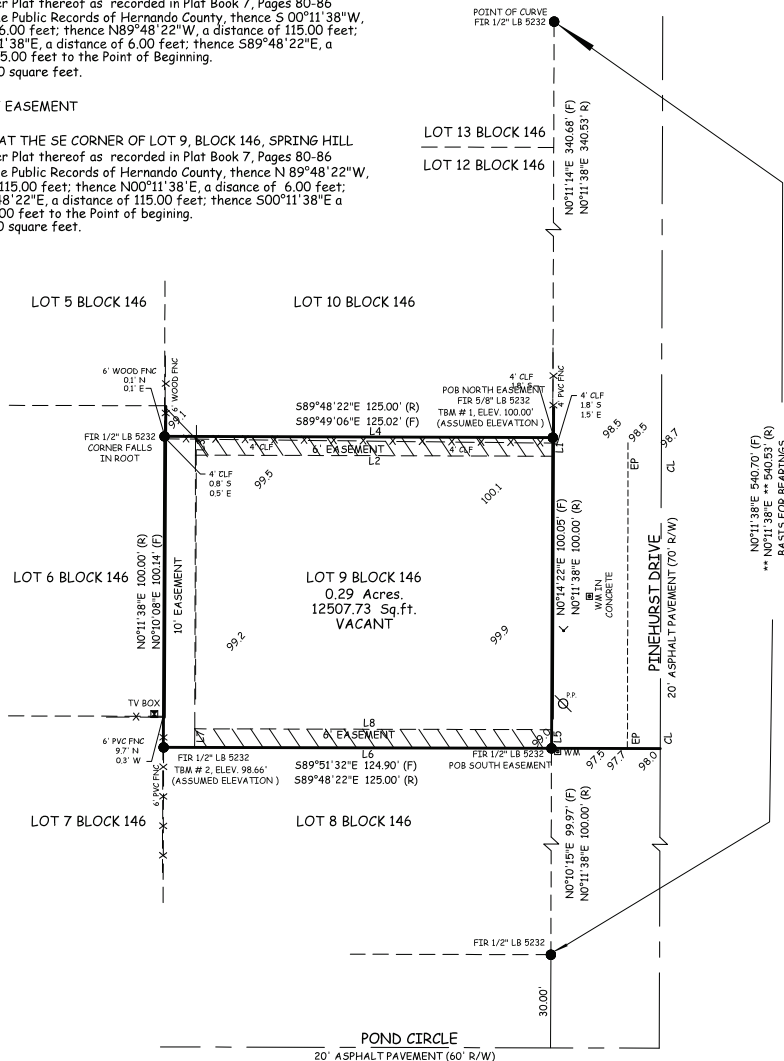 er Plat thereof as recorded in Plat Book 7, Pages 80-86
e Public Records of Hernando County, thence S 00°11'38"W,
6.00 feet; thence N89°48'22"W, a distance of 115.00 feet;
1'38"E, a distance of 6.00 feet; thence S89°48'22"E, a
5.00 feet to the Point of Beginning.
0 square feet.
EASEMENT
AT THE SE CORNER OF LOT 9, BLOCK 146, SPRING HILL
er Plat thereof as recorded in Plat Book 7, Pages 80-86
e Public Records of Hernando County, thence N 89°48'22"W,
115.00 feet; thence N00°11'38'E, a disance of 6.00 feet;
48'22"E, a distance of 115.00 feet; thence S00°11'38"E a
00 feet to the Point of begining.
0 square feet.
POINT OF CURVE
FIR 1/2" LB 5232
LOT 13 BLOCK 146
LOT 12 BLOCK 146
N0°11'14"E 340.68' (F)
N0°11'38"E 340.53' R)
LOT 5 BLOCK 146
LOT 10 BLOCK 146
6' WOOD FNC
0.1' N
0.1' E
6' WOOD FNC
99.1
S89°48'22"E 125.00' (R)
S89°49'06"E 125.02' (F)
L4
4' CLF
1.8' S
POB NORTH EASEMENT
FIR 5/8" LB 5232
TBM # 1, ELEV. 100.00'
(ASSUMED ELEVATION )
4' PVC FNC
4' CLF
1.8' S
1.5' E
FIR 1/2" LB 5232
CORNER FALLS
IN ROOT
4' CLF
6' EASEMENT
4' CLF
L1
L2
4' CLF
0.8' S
0.5' E
99.5
100.1
98.5
98.5
98.7
EP
CL
N0°11'38"E 100.00' (R)
N0°10'08"E 100.14' (F)
LOT 6 BLOCK 146
10' EASEMENT
LOT 9 BLOCK 146
0.29 Acres.
12507.73 Sq.ft.
VACANT
99.2
99.9
N0°14'22"E 100.05' (F)
N0°11'38"E 100.00' (R)
WM IN
CONCRETE
PINEHURST DRIVE
20' ASPHALT PAVEMENT (70' R/W)
N0°11'38"E 540.70' (F)
** N0°11'38"E ** 540.53' (R)
BASIS FOR BEARINGS
TV BOX
P.P.
6' PVC FNC
9.7' N
0.3' W
L7
L8
6' EASEMENT
L6
L5
FIR 1/2" LB 5232
TBM # 2, ELEV. 98.66'
(ASSUMED ELEVATION )
S89°51'32"E 124.90' (F)
S89°48'22"E 125.00' (R)
FIR 1/2" LB 5232
POB SOUTH EASEMENT
WM
97.5
97.7
98.0
EP
CL
6' PVC FNC
LOT 7 BLOCK 146
LOT 8 BLOCK 146
N0°10'15"E 99.97' (F)
N0°11'38"E 100.00' (R)
FIR 1/2" LB 5232
30.00'
POND CIRCLE
20' ASPHALT PAVEMENT (60' R/W)